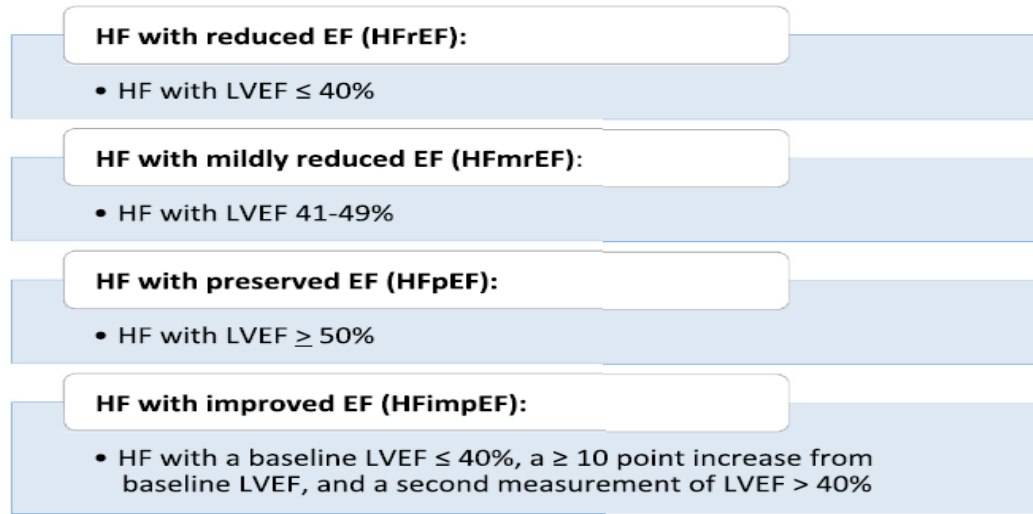 HF with reduced EF (HFrEF):
• HF with LVEF ≤ 40%
HF with mildly reduced EF (HFmrEF):
• HF with LVEF 41-49%
HF with preserved EF (HFpEF):
• HF with LVEF ≥ 50%
HF with improved EF (HFimpEF):
• HF with a baseline LVEF ≤ 40%, a ≥ 10 point increase from
baseline LVEF, and a second measurement of LVEF > 40%